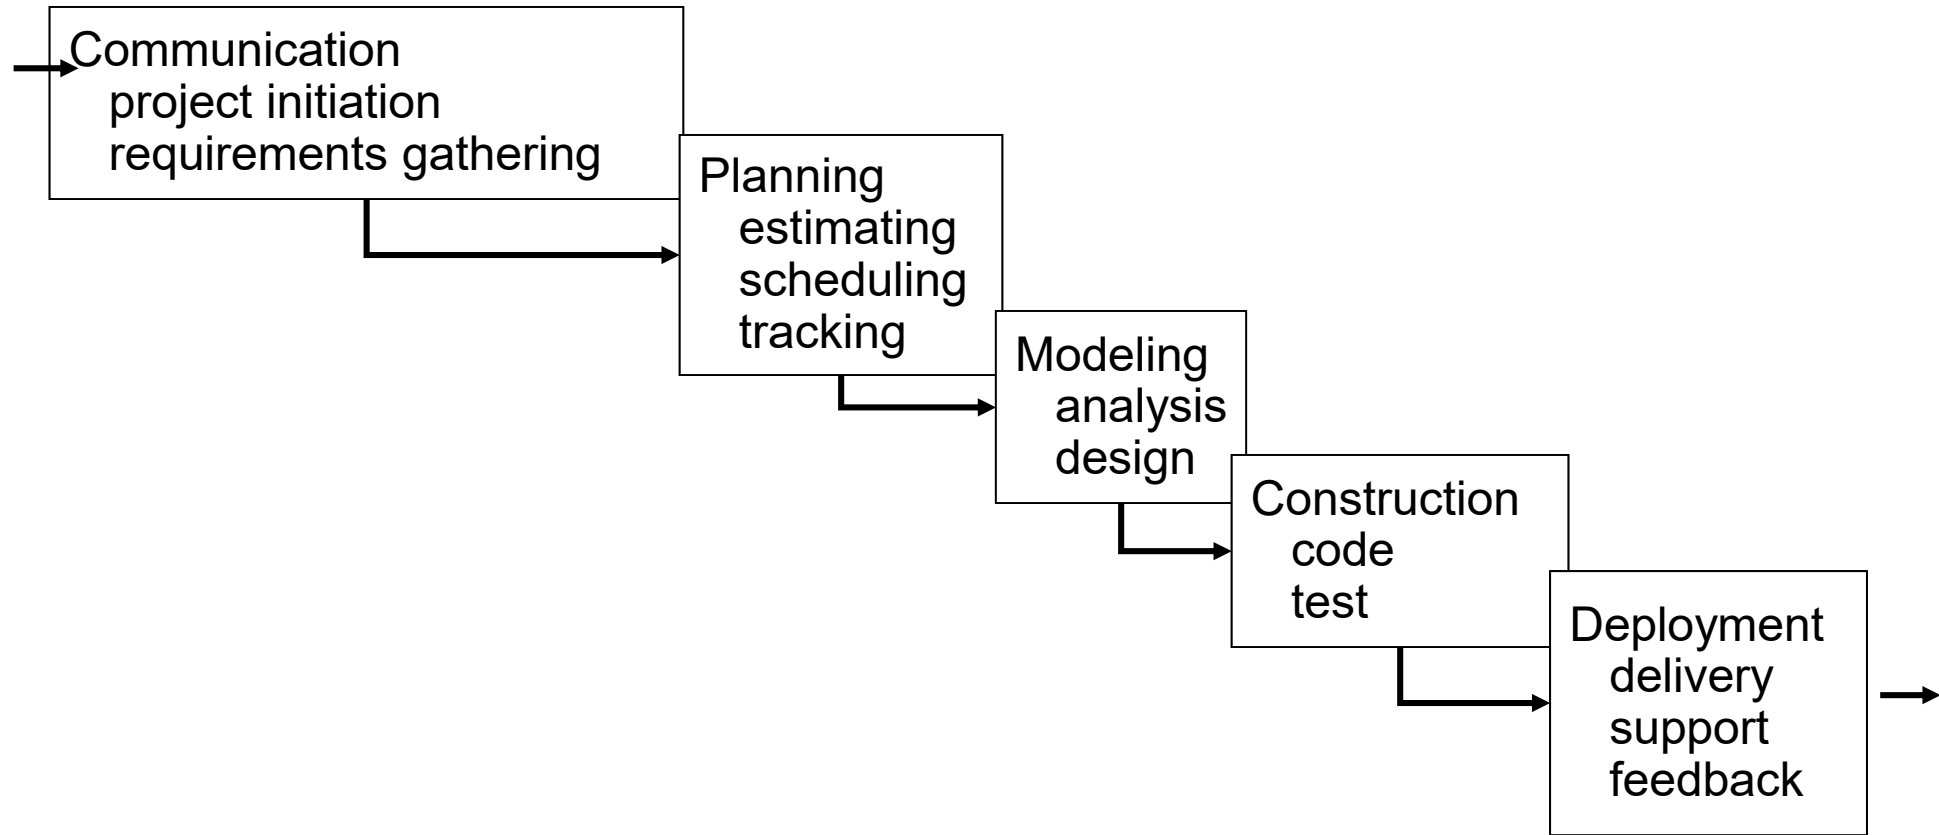 Communication
project initiation
requirements gathering
Planning
estimating
scheduling
tracking
Modeling
analysis
design
Construction
code
test
Deployment
delivery
support
feedback